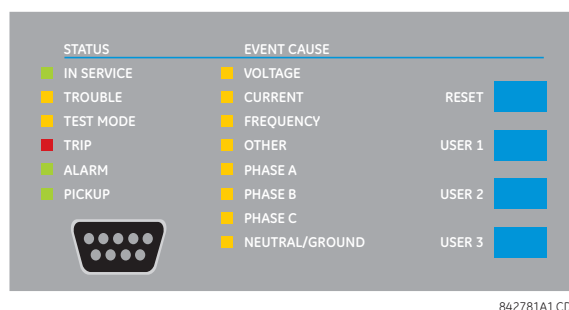 STATUS
IN SERVICE
TROUBLE
TEST MODE
TRIP
ALARM
PICKUP
EVENT CAUSE
VOLTAGE
CURRENT
FREQUENCY
OTHER
PHASE A
PHASE B
PHASE C
NEUTRAL/GROUND
RESET
USER 1
USER 2
USER 3
842781A1.CD